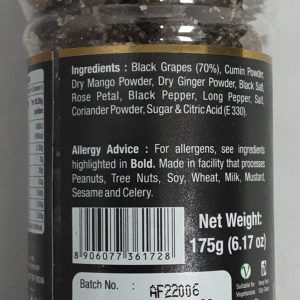 Ingredients : Black Grapes (70%), Cumin Powder,
Dry Mango Powder, Dry Ginger Powder, Black Salt,
Rose Petal, Black Pepper, Long Pepper, Salt,
Coriander Powder, Sugar & Citric Acid (E 330).
Allergy Advice : For allergens, see ingredients
highlighted in Bold. Made in facility that processes
Peanuts, Tree Nuts, Soy, Wheat, Milk, Mustard,
Sesame and Celery.
8 906077 361728
Net Weight:
175g (6.17 oz)
Batch No. : AF22006
Suitable for
Vegetarians